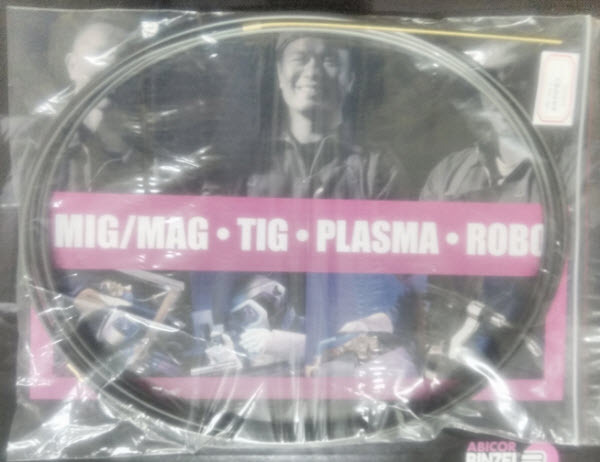 MIG/MAG • TIG • PLASMA • ROBO
ABICOR
BINZEL